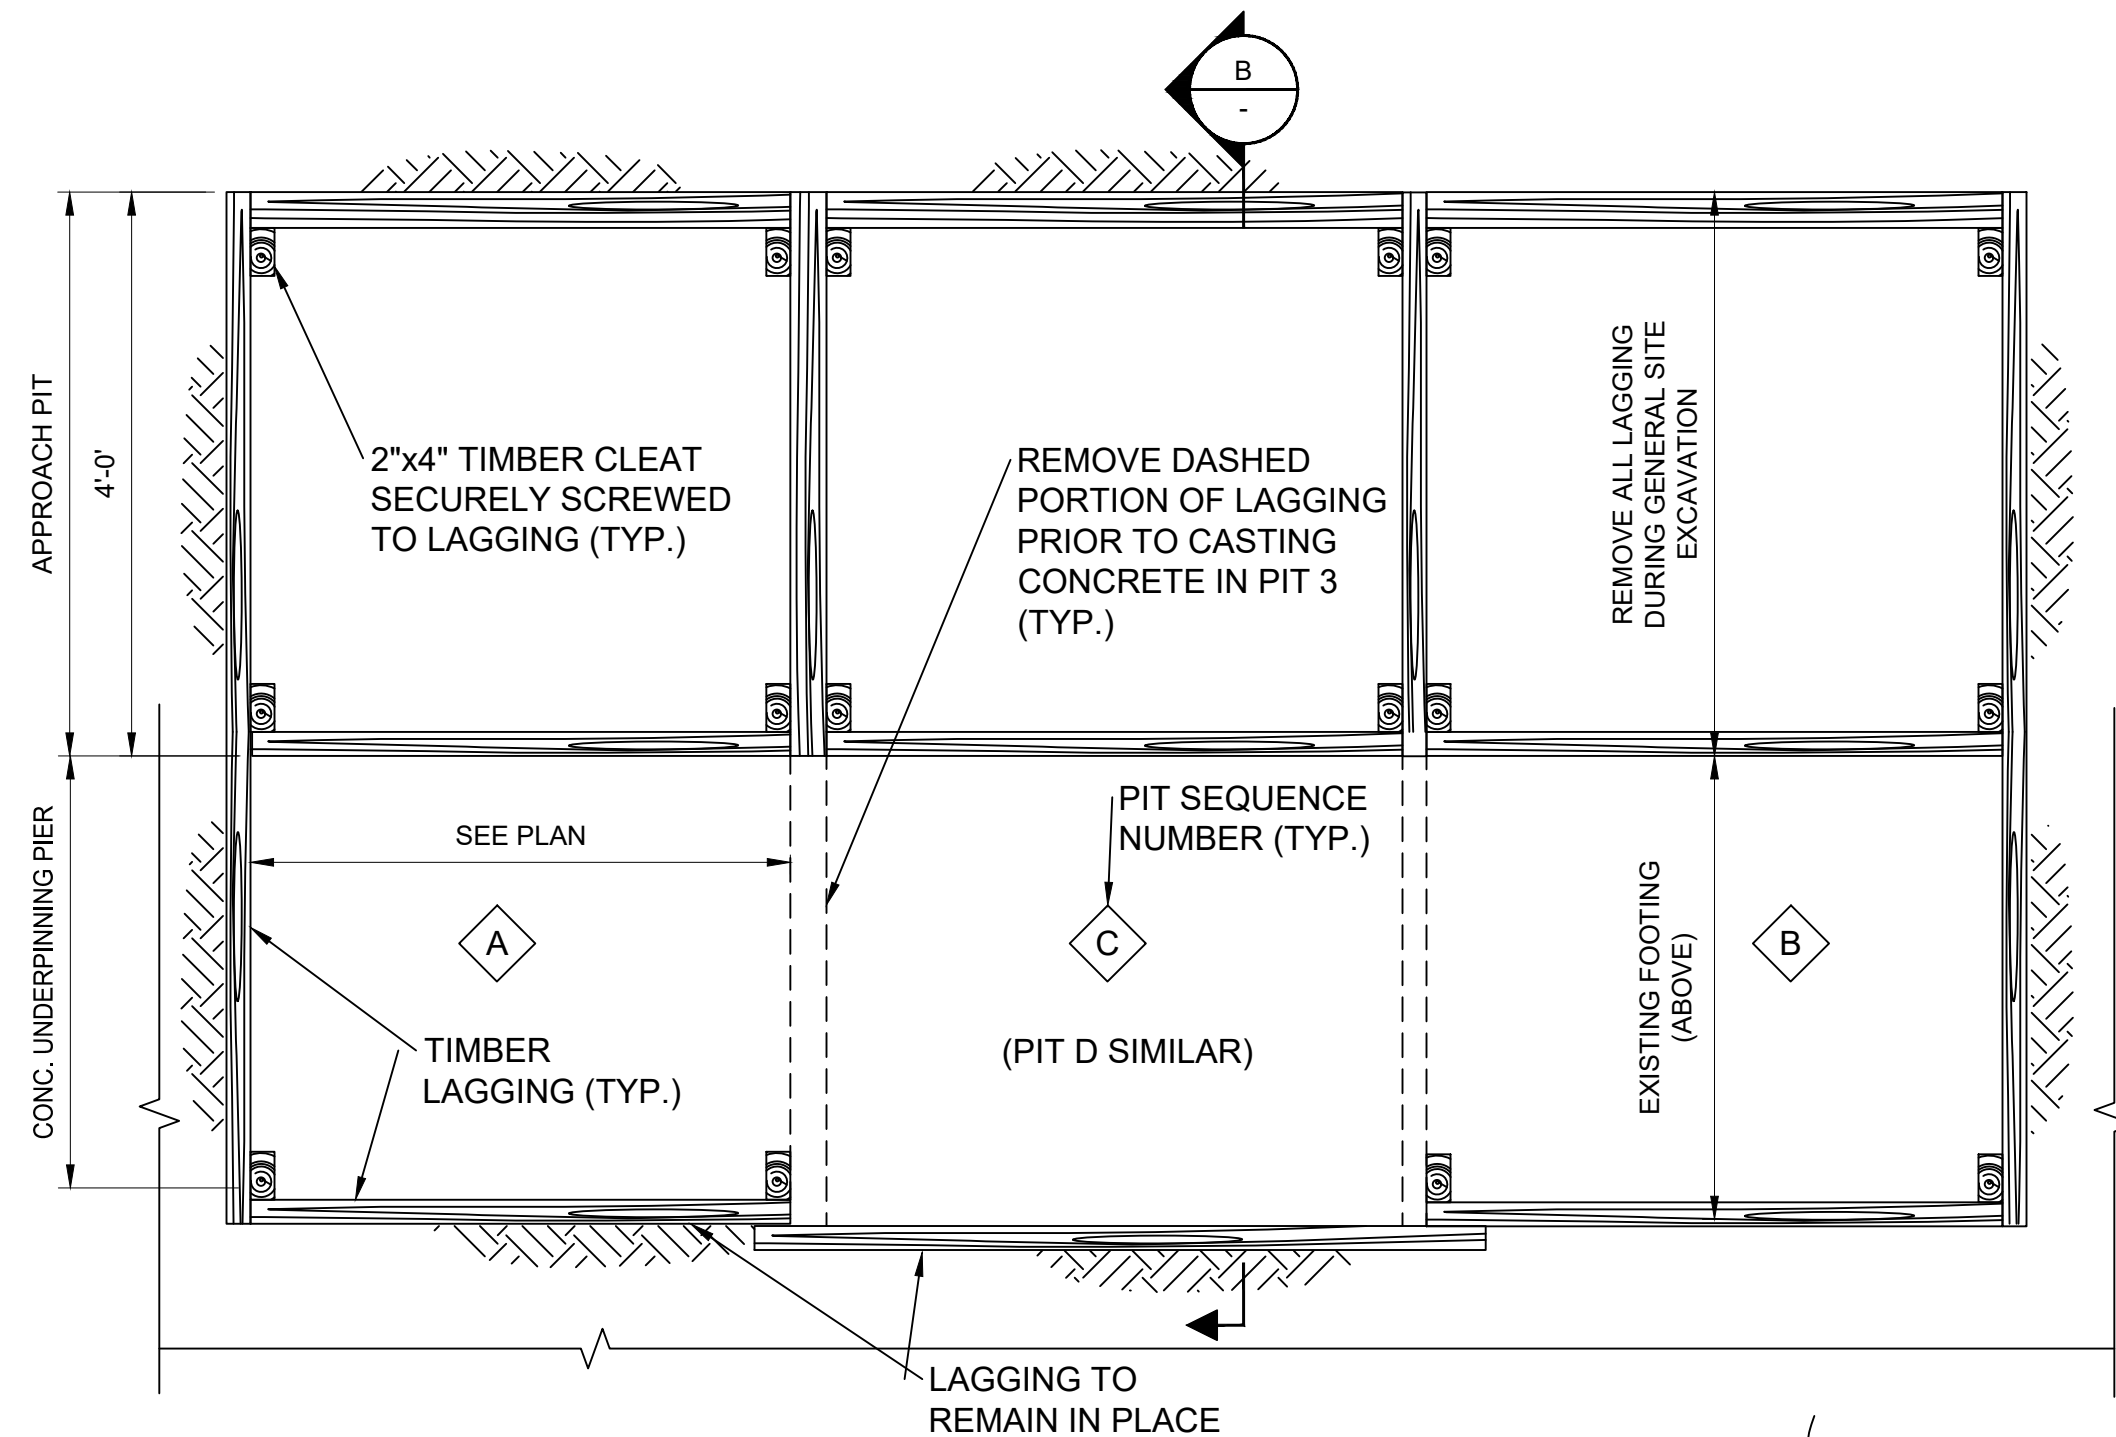 B
-
APPROACH PIT
4'-0'
2"x4" TIMBER CLEAT
SECURELY SCREWED
TO LAGGING (TYP.)
REMOVE DASHED
PORTION OF LAGGING
PRIOR TO CASTING
CONCRETE IN PIT 3
(TYP.)
REMOVE ALL LAGGING
DURING GENERAL SITE
EXCAVATION
CONC. UNDERPINNING PIER
SEE PLAN
PIT SEQUENCE
NUMBER (TYP.)
A
C
B
EXISTING FOOTING
(ABOVE)
TIMBER
LAGGING (TYP.)
(PIT D SIMILAR)
LAGGING TO
REMAIN IN PLACE